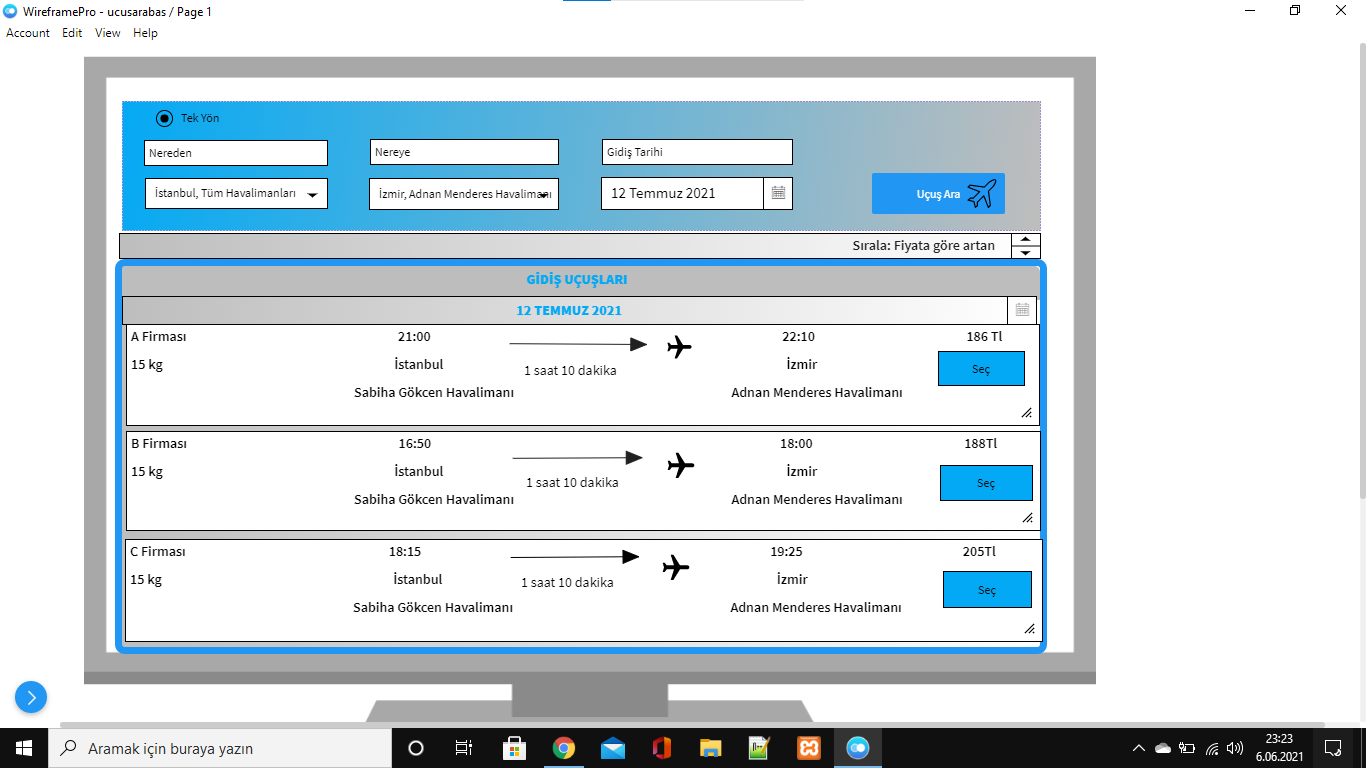 WireframePro - ucusarabas / Page 1
Account Edit View Help
Tek Yön
Nereden
Nereye
Gidiş Tarihi
İstanbul, Tüm Havalimanları
İzmir, Adnan Menderes Havalimanı
12 Temmuz 2021
Uçuş Ara
Sırala: Fiyata göre artan
GİDİŞ UÇUŞLARI
12 TEMMUZ 2021
A Firması 21:00 22:10 186 Tl
15 kg İstanbul 1 saat 10 dakika İzmir Seç
Sabiha Gökcen Havalimanı Adnan Menderes Havalimanı
B Firması 16:50 18:00 188Tl
15 kg İstanbul 1 saat 10 dakika İzmir Seç
Sabiha Gökcen Havalimanı Adnan Menderes Havalimanı
C Firması 18:15 19:25 205Tl
15 kg İstanbul 1 saat 10 dakika İzmir Seç
Sabiha Gökcen Havalimanı Adnan Menderes Havalimanı
Aramak için buraya yazın
23:23
6.06.2021